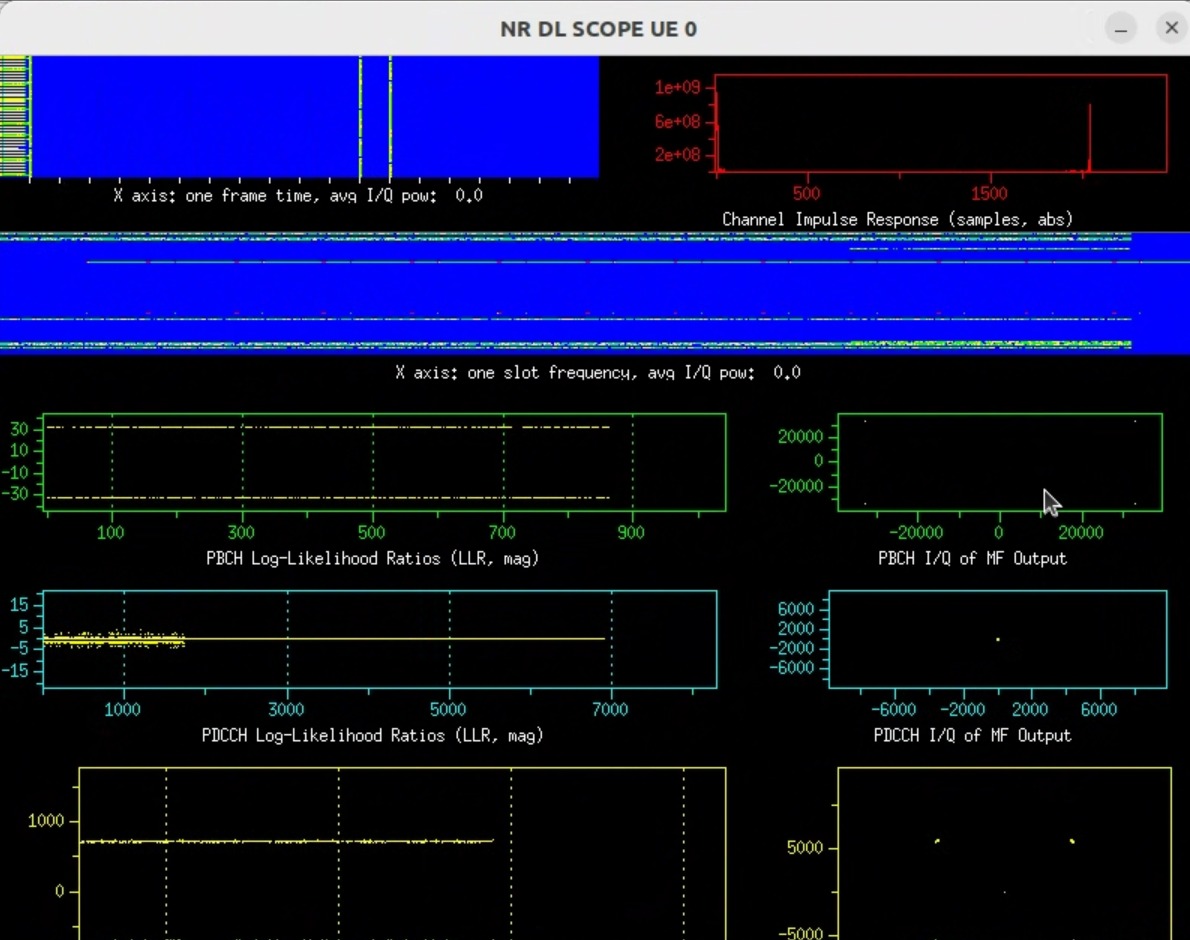 NR DL SCOPE UE 0
1e+09
6e+08
2e+08
500 1500
X axis: one frame time, avg I/Q pow: 0.0
Channel Impulse Response (samples, abs)
X axis: one slot frequency, avg I/Q pow: 0.0
30
10
-10
-30
100 300 500 700 900
PBCH Log-Likelihood Ratios (LLR, mag)
20000
0
-20000
-20000 0 20000
PBCH I/Q of MF Output
15
5
-5
-15
1000 3000 5000 7000
PDCCH Log-Likelihood Ratios (LLR, mag)
6000
2000
-2000
-6000
-6000 -2000 2000 6000
PDCCH I/Q of MF Output
1000
0
5000
-5000